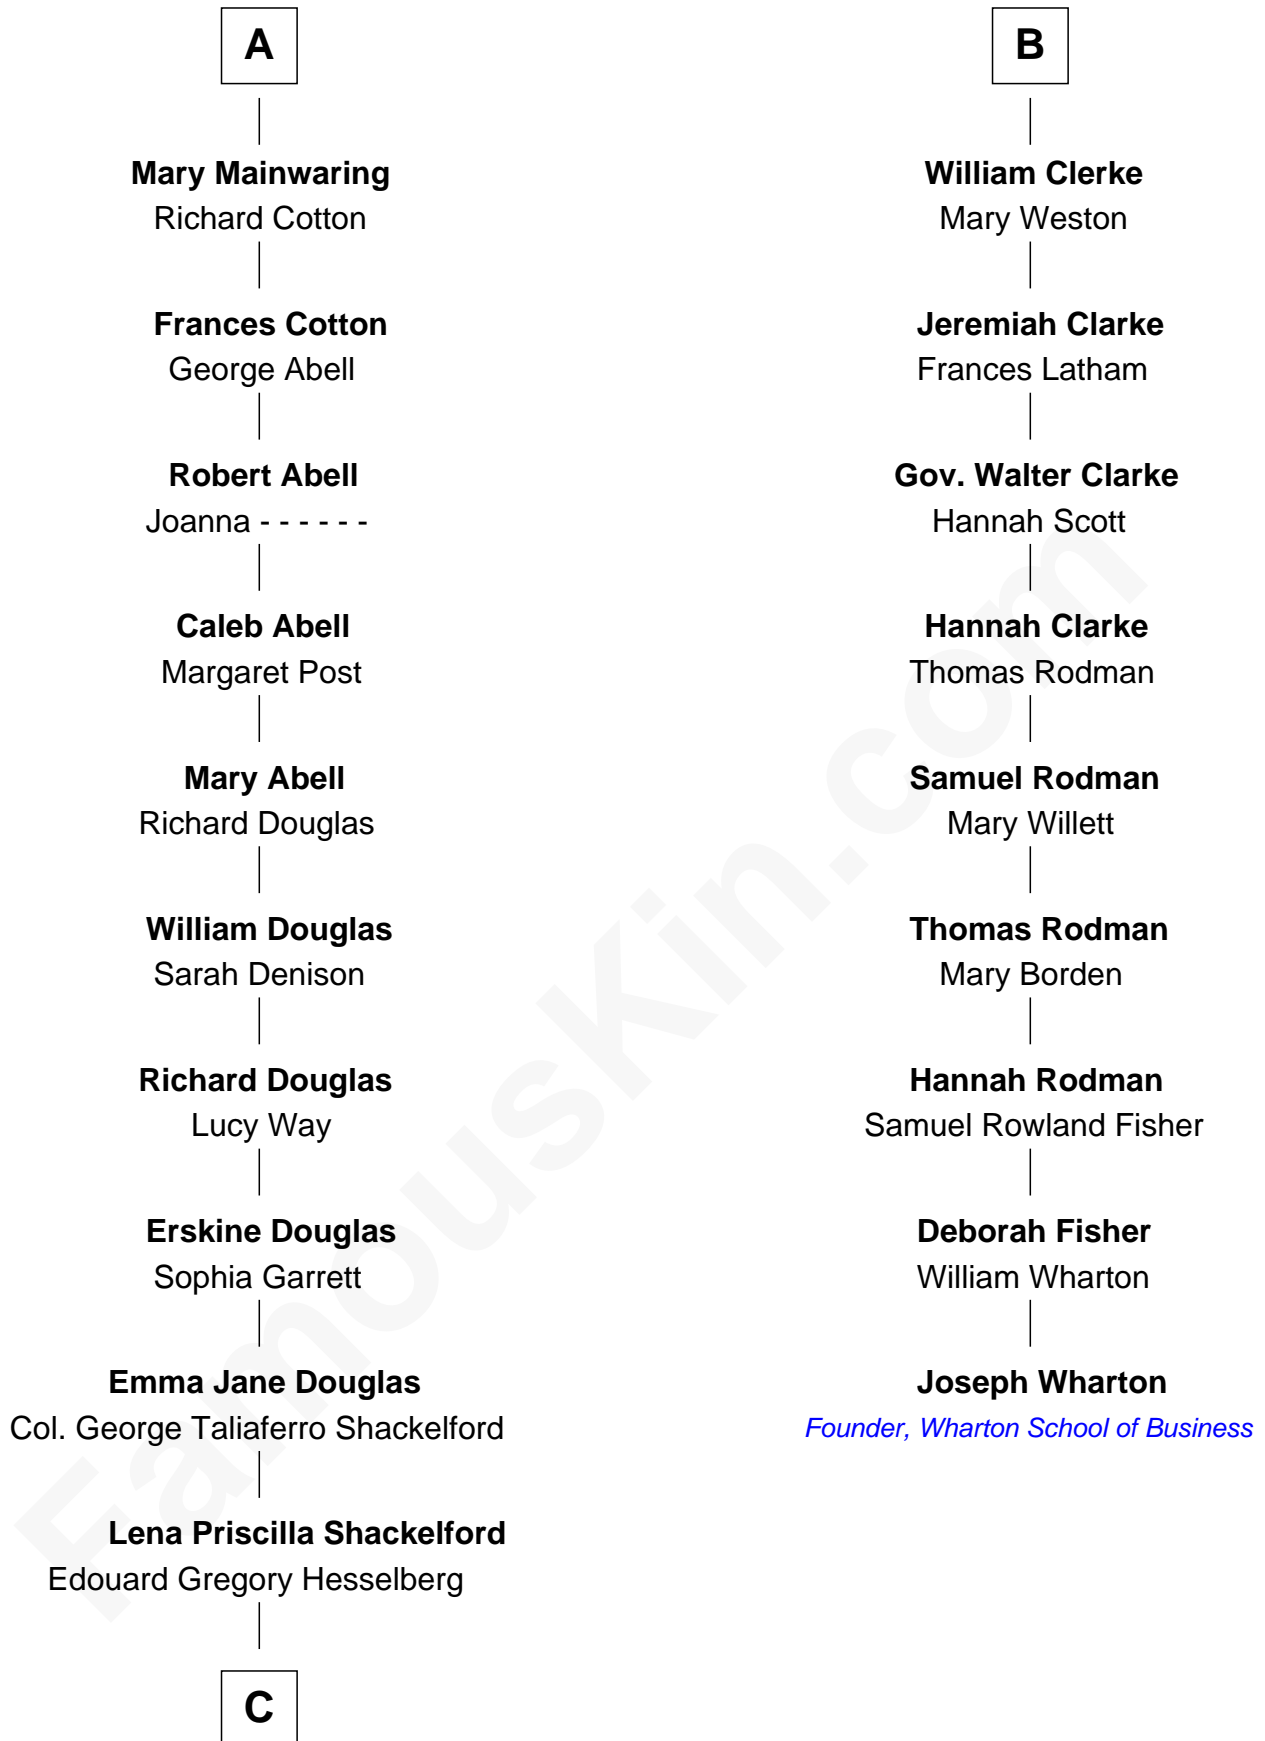 A
Mary Mainwaring
Richard Cotton
Frances Cotton
George Abell
Robert Abell
Joanna - - - - - -
Caleb Abell
Margaret Post
Mary Abell
Richard Douglas
William Douglas
Sarah Denison
Richard Douglas
Lucy Way
Erskine Douglas
Sophia Garrett
Emma Jane Douglas
Col. George Taliaferro Shackelford
Lena Priscilla Shackelford
Edouard Gregory Hesselberg
C
B
William Clerke
Mary Weston
Jeremiah Clarke
Frances Latham
Gov. Walter Clarke
Hannah Scott
Hannah Clarke
Thomas Rodman
Samuel Rodman
Mary Willett
Thomas Rodman
Mary Borden
Hannah Rodman
Samuel Rowland Fisher
Deborah Fisher
William Wharton
Joseph Wharton
Founder, Wharton School of Business
FamousKin.com